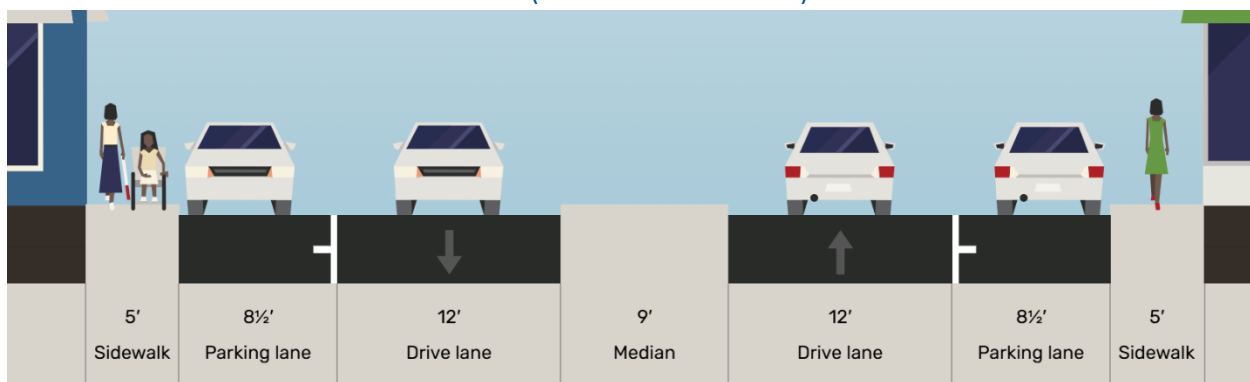 5′
Sidewalk
8½′
Parking lane
12′
Drive lane
9′
Median
12′
Drive lane
8½′
Parking lane
5′
Sidewalk